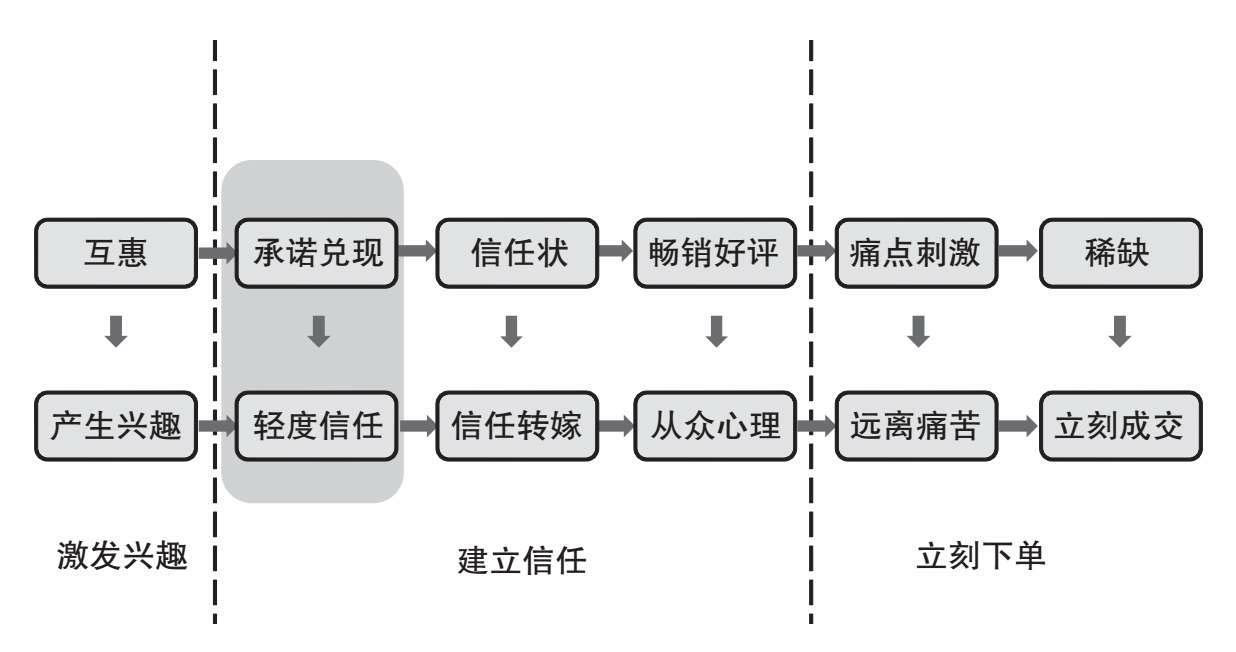 互惠
承诺兑现
信任状
畅销好评
痛点刺激
稀缺
产生兴趣
轻度信任
信任转嫁
从众心理
远离痛苦
立刻成交
激发兴趣
建立信任
立刻下单